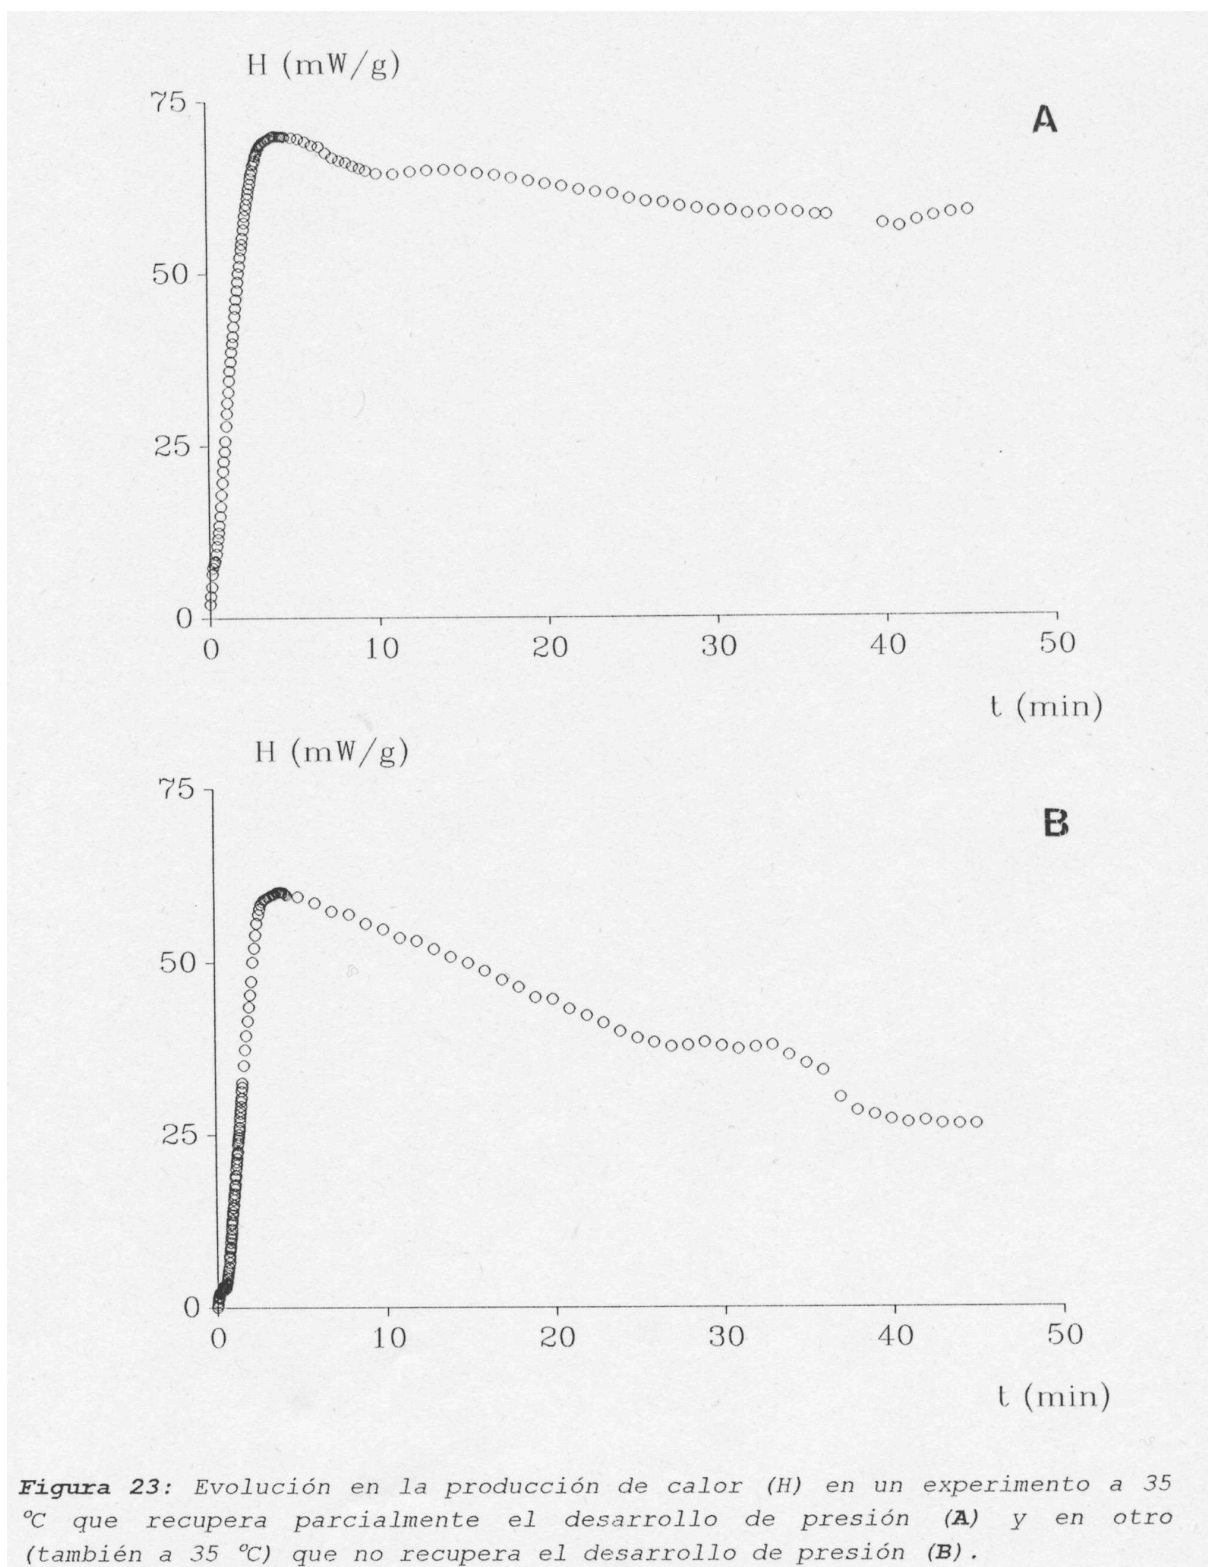 H (mW/g)
75
A
50
25
0
0 10 20 30 40 50
t (min)
H (mW/g)
75
B
50
25
0
0 10 20 30 40 50
t (min)
Figura 23: Evolución en la producción de calor (H) en un experimento a 35
ºC que recupera parcialmente el desarrollo de presión (A) y en otro
(también a 35 ºC) que no recupera el desarrollo de presión (B).